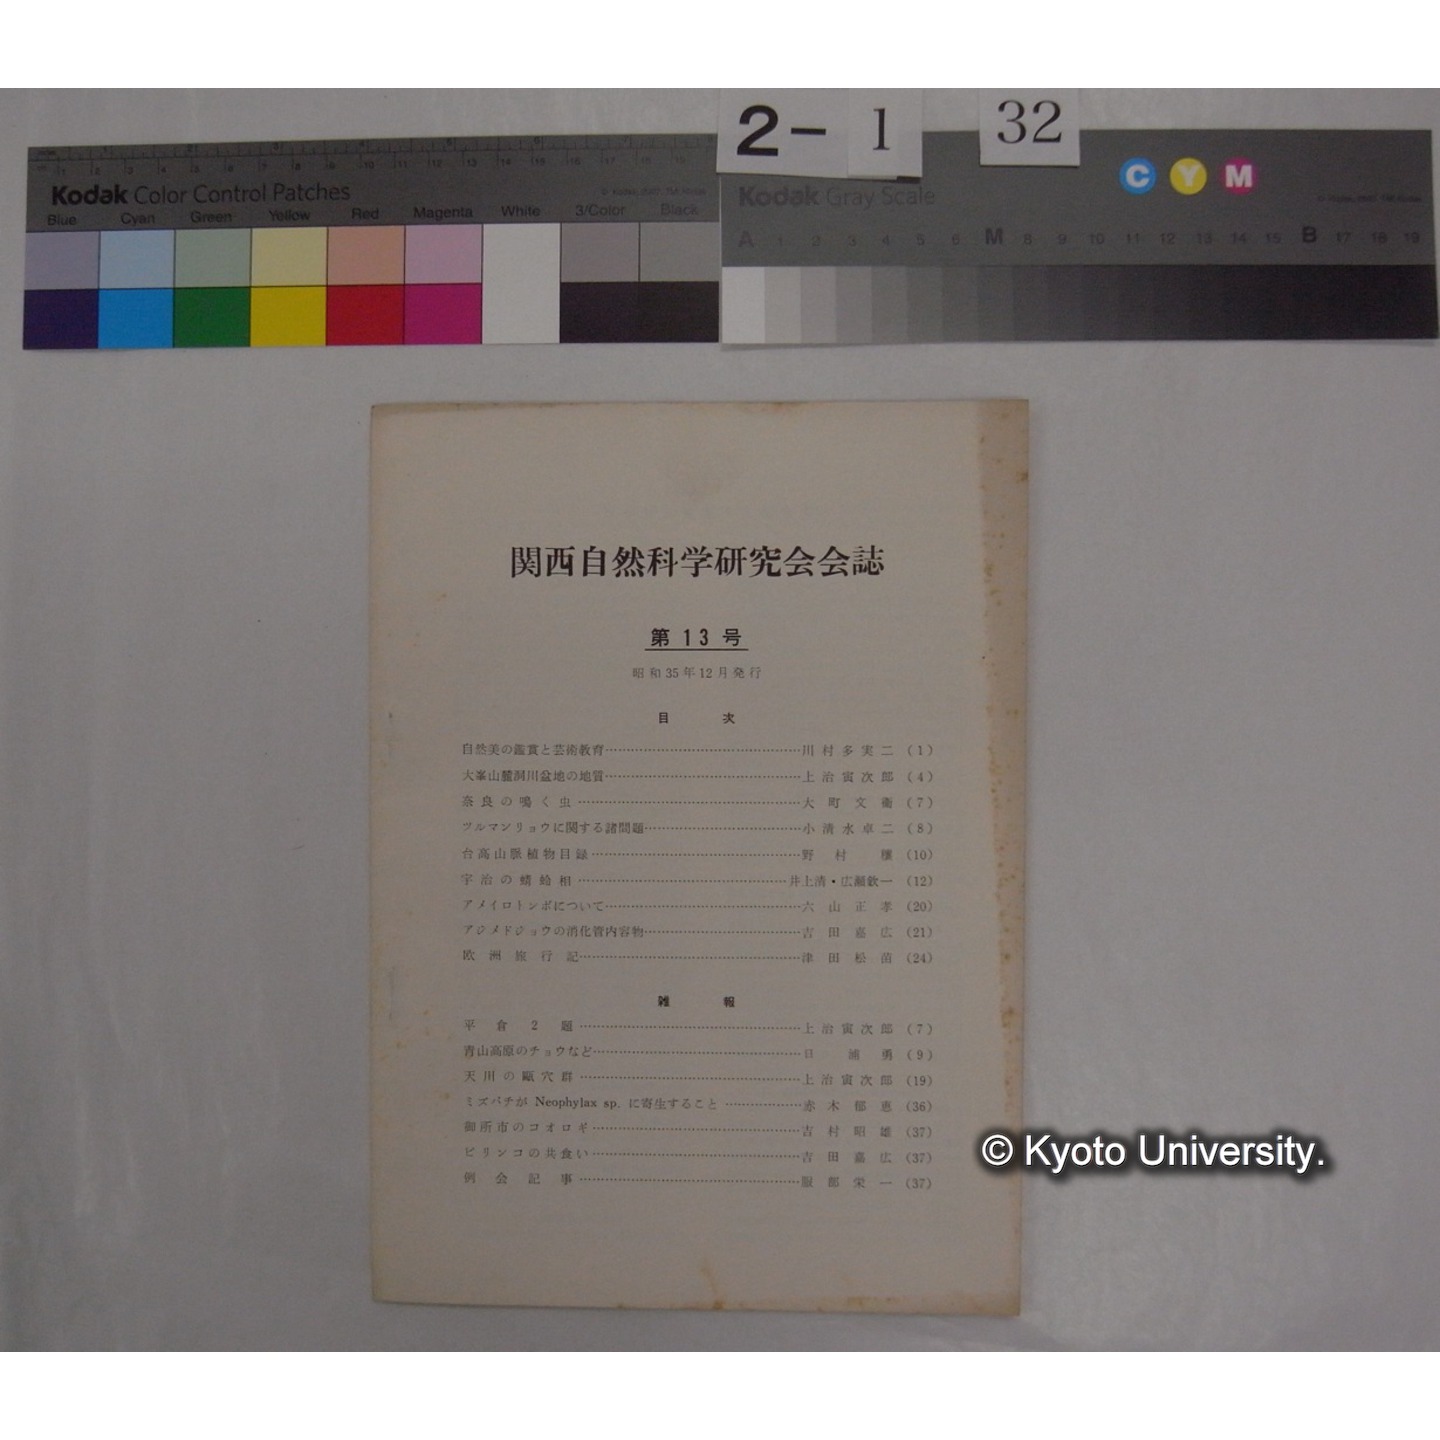 2- 1 32
Kodak Color Control Patches
Blue Cyan Green Yellow Red Magenta White 3/Color Black
Kodak Gray Scale
C Y M
A 1 2 3 4 5 6 M 8 9 10 11 12 13 14 15 B 17 18 19
関西自然科学研究会会誌
第 13 号
昭和35年12月発行
目 次
自然美の鑑賞と芸術教育…………川村多実二 (1)
大峯山麓洞川盆地の地質…………上治寅次郎 (4)
奈良の鳴く虫…………大町文衞 (7)
ツルマンリョウに関する諸問題…………小清水卓二 (8)
台高山脈植物目録…………野村 穣 (10)
宇治の蜻蛉相…………井上清・広瀬欽一 (12)
アメイロトンボについて…………六山正孝 (20)
アジメドジョウの消化管内容物…………吉田嘉広 (21)
欧洲旅行記…………津田松苗 (24)
雑 報
平倉2題…………上治寅次郎 (7)
青山高原のチョウなど…………日浦 勇 (9)
天川の甌穴群…………上治寅次郎 (19)
ミズバチが Neophylax sp. に寄生すること…………赤木郁恵 (36)
御所市のコオロギ…………吉村昭雄 (37)
ビリンコの共食い…………吉田嘉広 (37)
例会記事…………服部栄一 (37)
© Kyoto University.